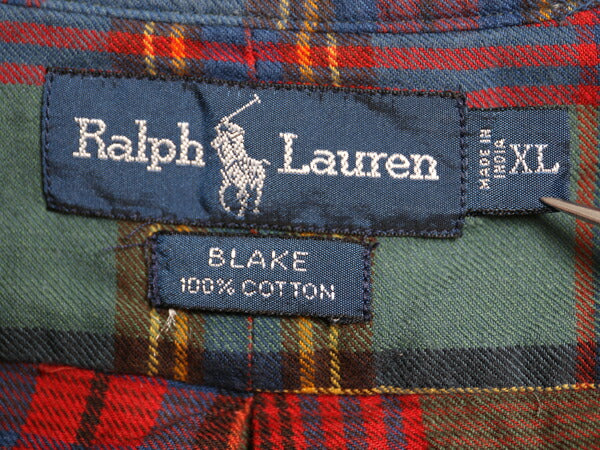 Ralph Lauren
MADE IN
INDIA
XL
BLAKE
100% COTTON